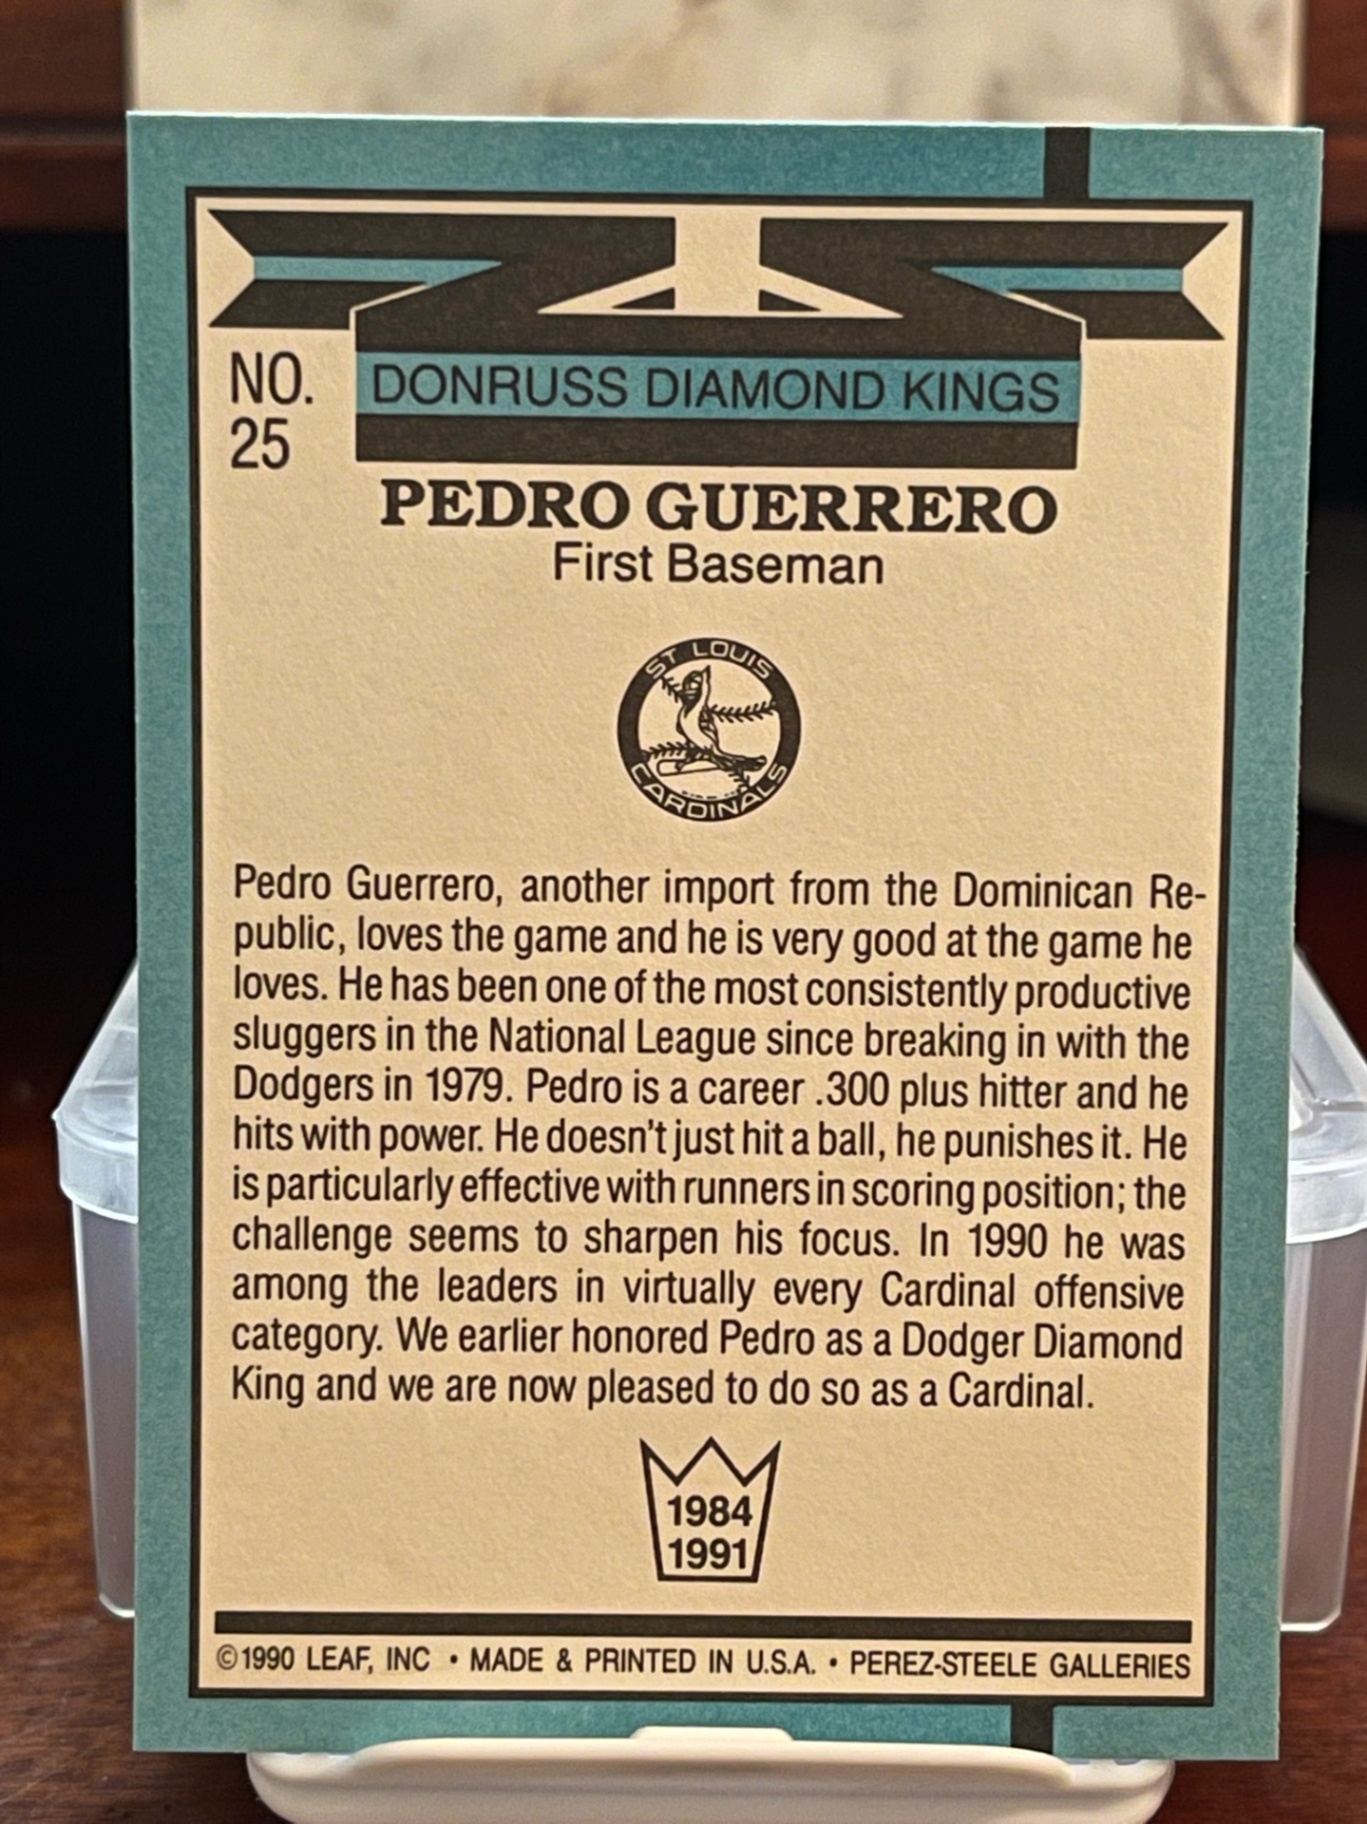 NO.
25
DONRUSS DIAMOND KINGS
PEDRO GUERRERO
First Baseman
ST LOUIS
CARDINALS
Pedro Guerrero, another import from the Dominican Re-
public, loves the game and he is very good at the game he
loves. He has been one of the most consistently productive
sluggers in the National League since breaking in with the
Dodgers in 1979. Pedro is a career .300 plus hitter and he
hits with power. He doesn't just hit a ball, he punishes it. He
is particularly effective with runners in scoring position; the
challenge seems to sharpen his focus. In 1990 he was
among the leaders in virtually every Cardinal offensive
category. We earlier honored Pedro as a Dodger Diamond
King and we are now pleased to do so as a Cardinal.
1984
1991
©1990 LEAF, INC • MADE & PRINTED IN U.S.A. • PEREZ-STEELE GALLERIES